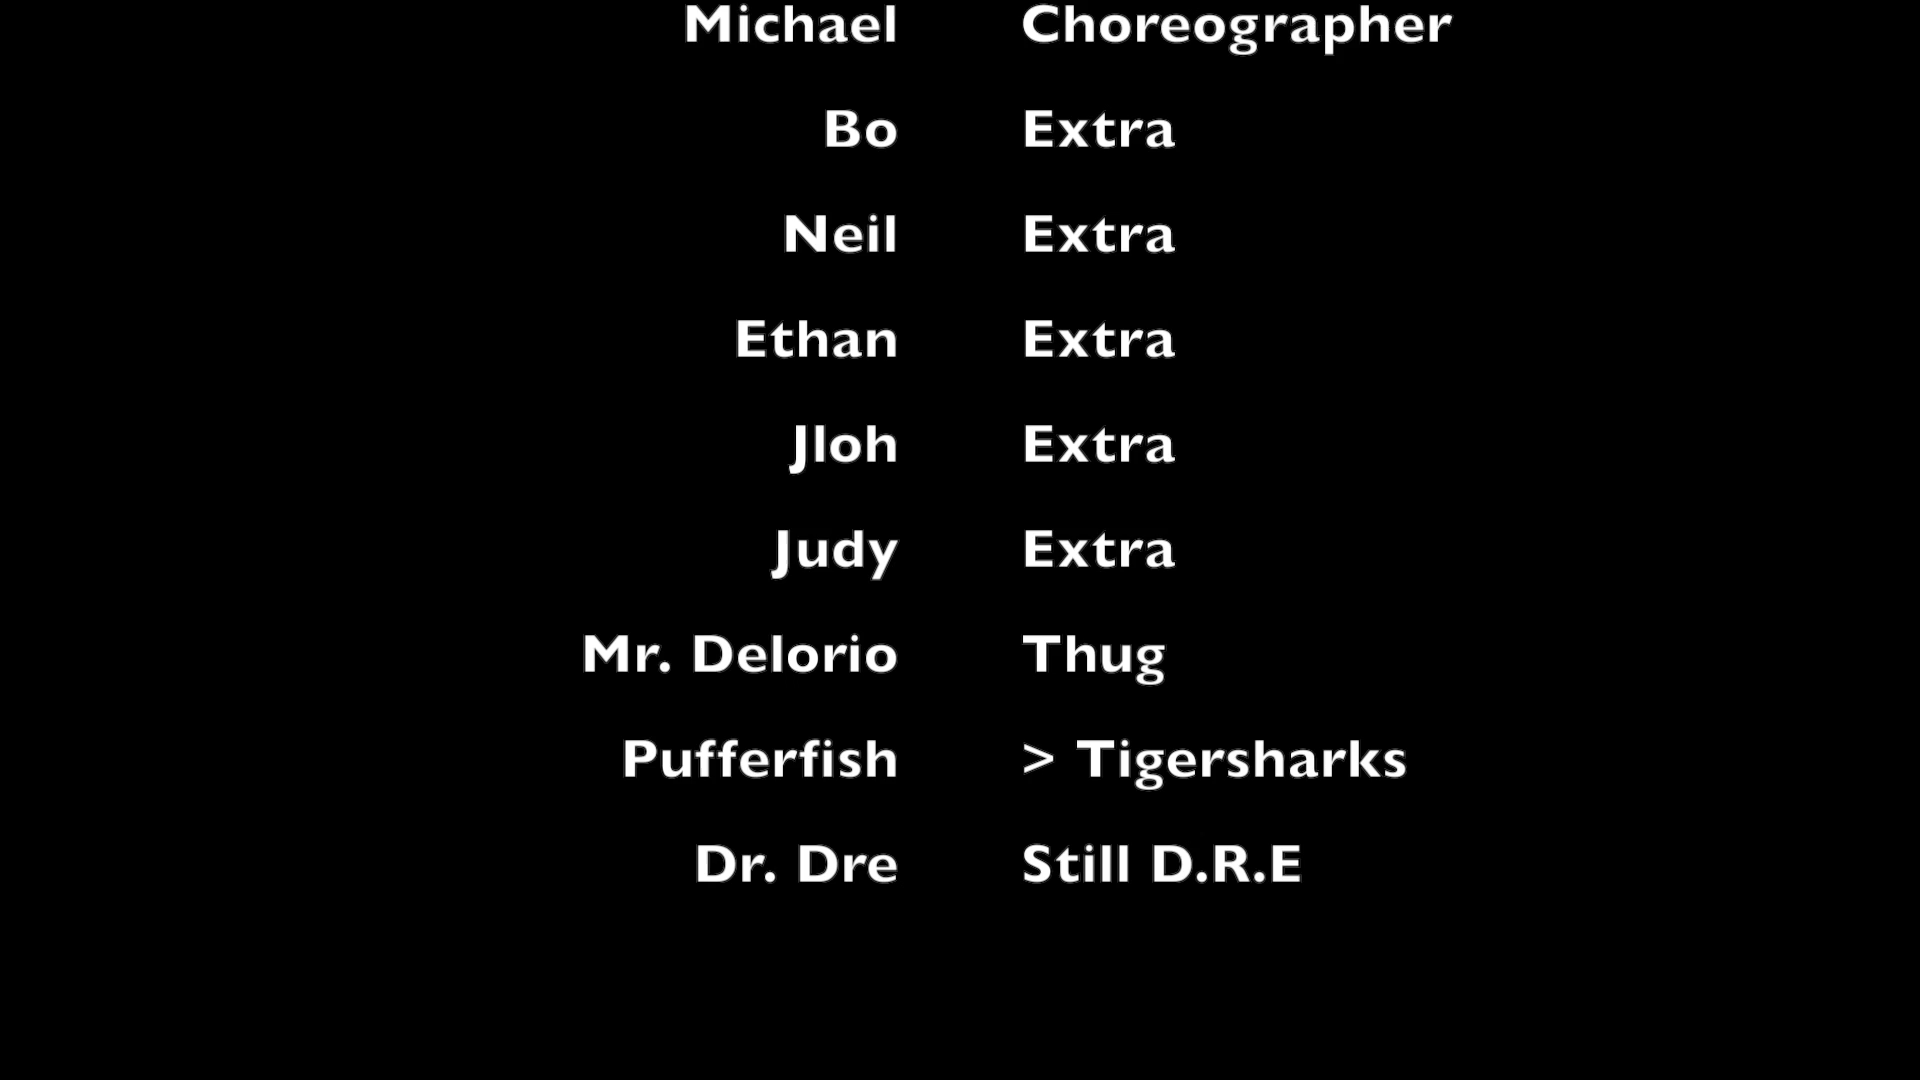 Michael Choreographer
Bo Extra
Neil Extra
Ethan Extra
Jloh Extra
Judy Extra
Mr. Delorio Thug
Pufferfish > Tigersharks
Dr. Dre Still D.R.E